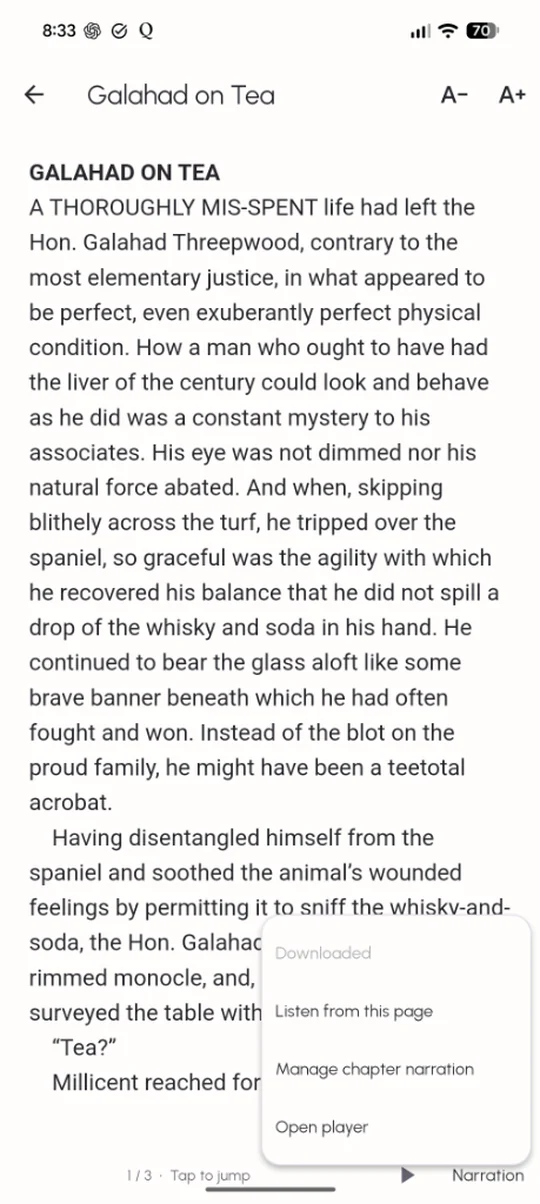 8:33
70
Galahad on Tea
A- A+
GALAHAD ON TEA
A THOROUGHLY MIS-SPENT life had left the
Hon. Galahad Threepwood, contrary to the
most elementary justice, in what appeared to
be perfect, even exuberantly perfect physical
condition. How a man who ought to have had
the liver of the century could look and behave
as he did was a constant mystery to his
associates. His eye was not dimmed nor his
natural force abated. And when, skipping
blithely across the turf, he tripped over the
spaniel, so graceful was the agility with which
he recovered his balance that he did not spill a
drop of the whisky and soda in his hand. He
continued to bear the glass aloft like some
brave banner beneath which he had often
fought and won. Instead of the blot on the
proud family, he might have been a teetotal
acrobat.
Having disentangled himself from the
spaniel and soothed the animal’s wounded
feelings by permitting it to sniff the whisky-and-
soda, the Hon. Galahad
rimmed monocle, and,
surveyed the table with
“Tea?”
Millicent reached for
Downloaded
Listen from this page
Manage chapter narration
Open player
1 / 3 · Tap to jump
Narration